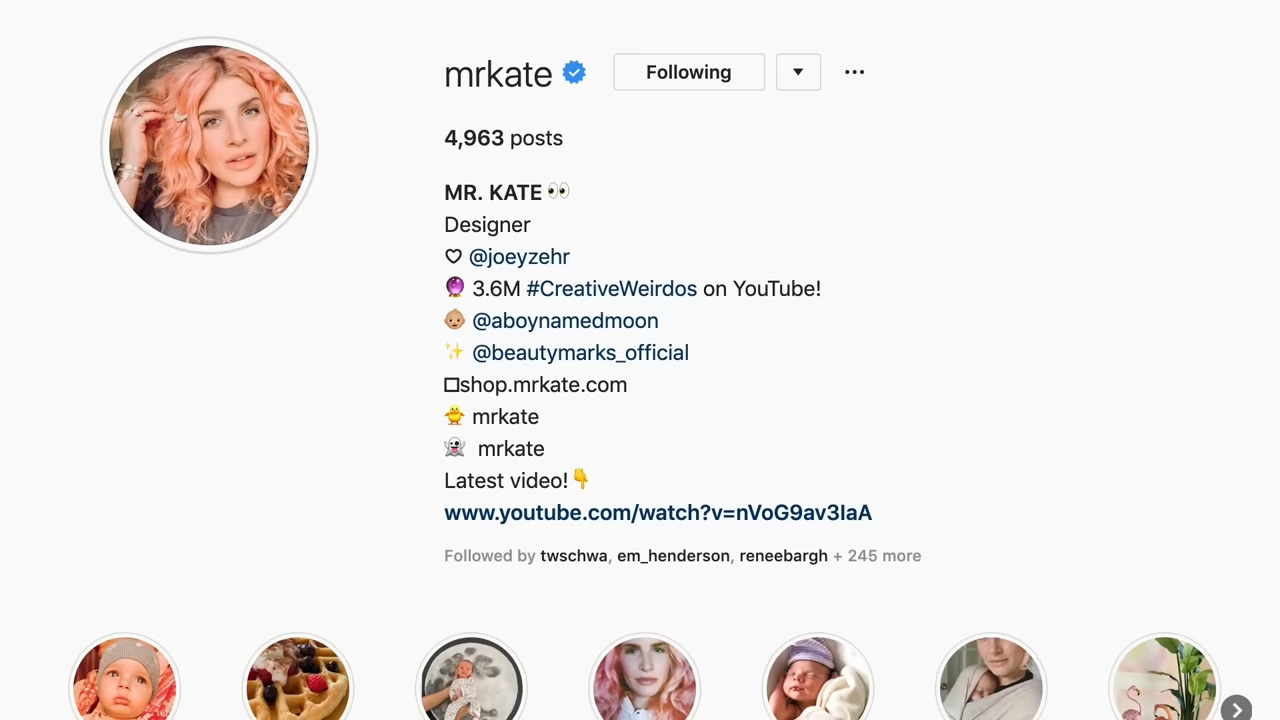 mrkate Following
4,963 posts
MR. KATE 👀
Designer
♡ @joeyzehr
🔮 3.6M #CreativeWeirdos on YouTube!
👶🏽 @aboynamedmoon
✨ @beautymarks_official
□shop.mrkate.com
🐥 mrkate
👻 mrkate
Latest video!👇
www.youtube.com/watch?v=nVoG9av3IaA
Followed by twschwa, em_henderson, reneebargh + 245 more